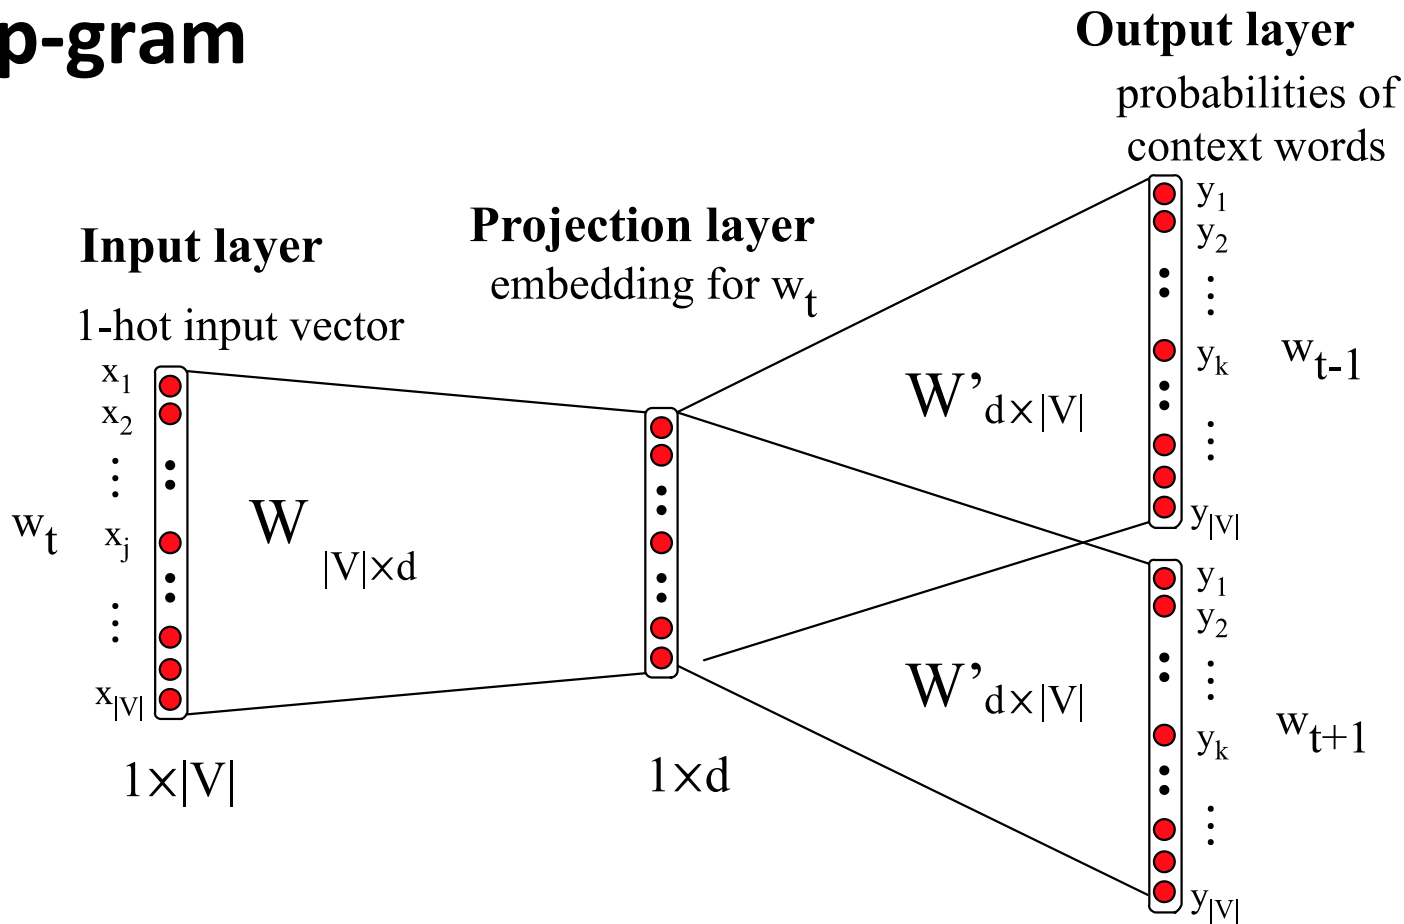 p-gram
Output layer
probabilities of
context words
Input layer
1-hot input vector
Projection layer
embedding for wt
x1
x2
⋮
wt
xj
⋮
x|V|
W
|V|×d
1×|V|
1×d
W’d×|V|
W’d×|V|
y1
y2
⋮
yk
wt-1
⋮
y|V|
y1
y2
⋮
yk
wt+1
⋮
y|V|